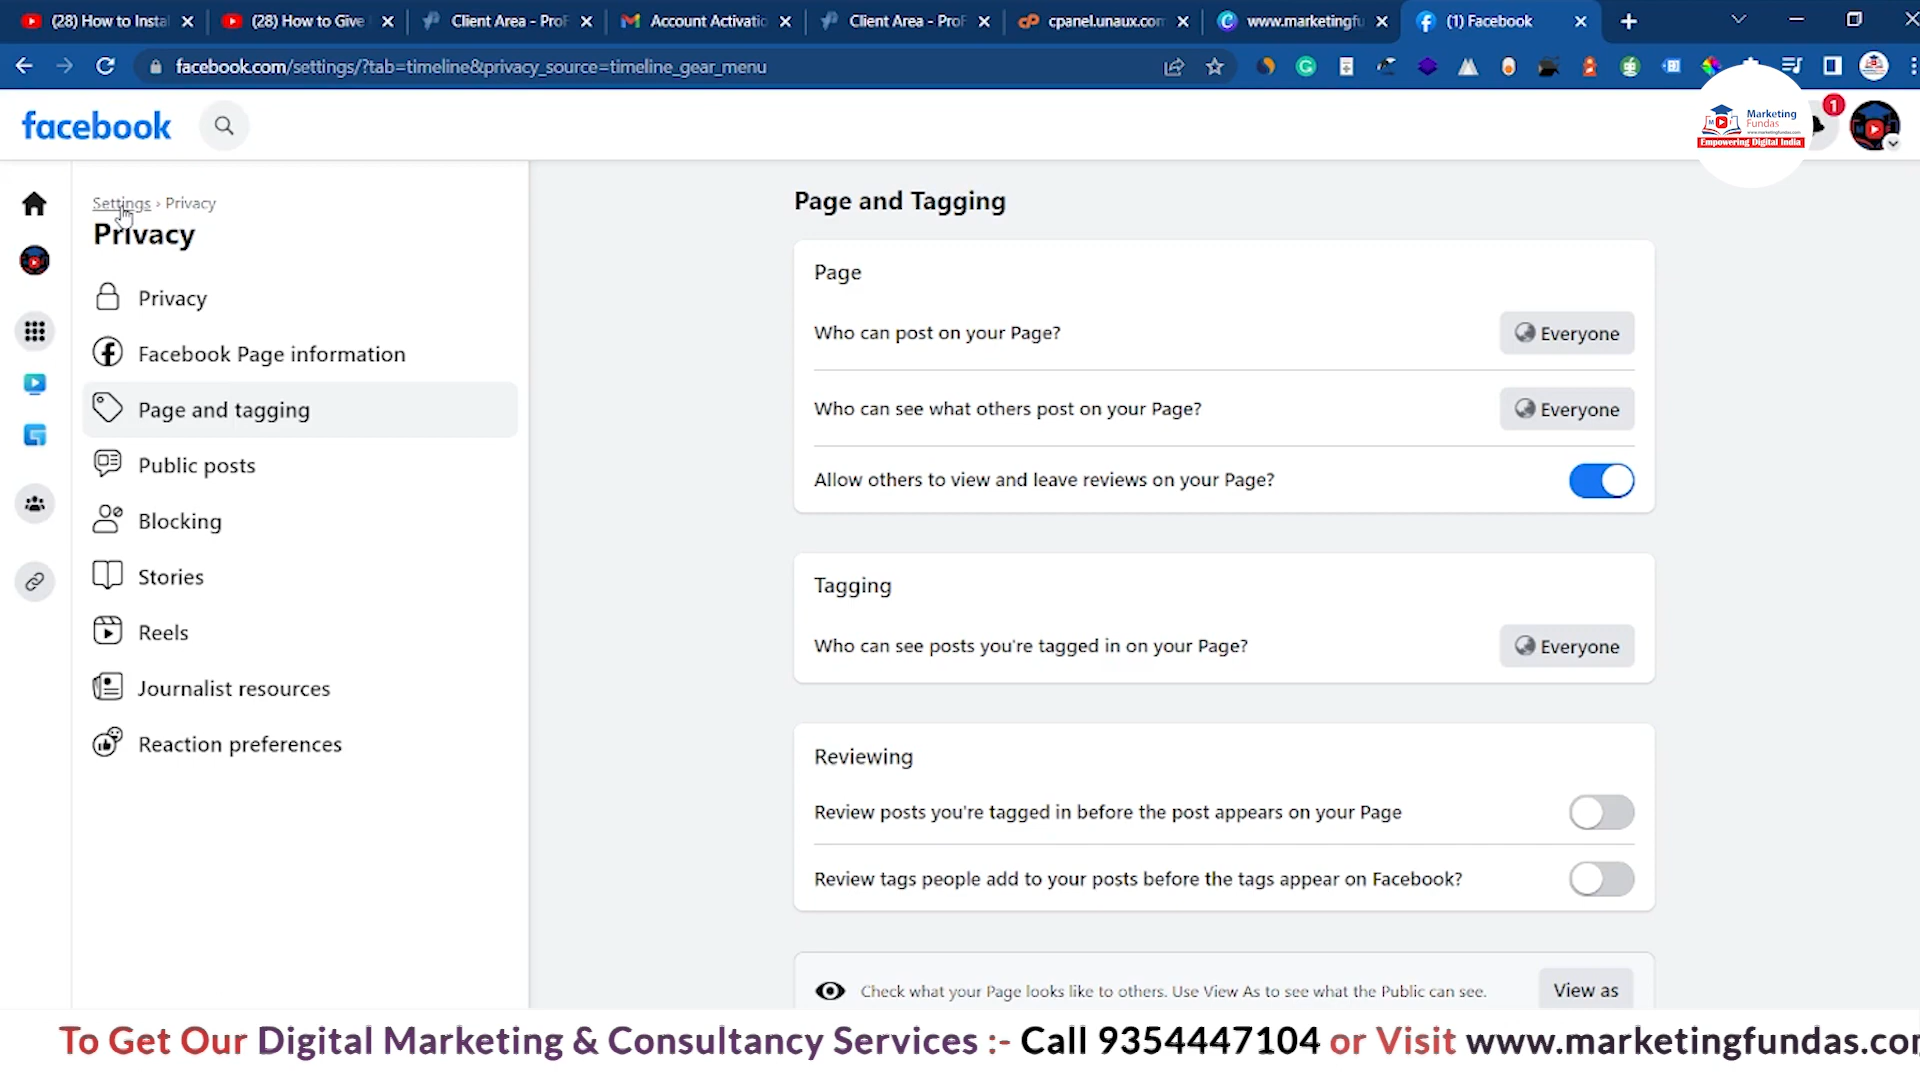 (28) How to Instal
(28) How to Give
Client Area - ProF
Account Activatio
Client Area - ProF
cpanel.unaux.com
www.marketingfu
(1) Facebook
facebook.com/settings/?tab=timeline&privacy_source=timeline_gear_menu
facebook
Marketing
Fundas
www.marketingfundas.com
Empowering Digital India
1
Settings › Privacy
Privacy
Privacy
Facebook Page information
Page and tagging
Public posts
Blocking
Stories
Reels
Journalist resources
Reaction preferences
Page and Tagging
Page
Who can post on your Page?
Everyone
Who can see what others post on your Page?
Everyone
Allow others to view and leave reviews on your Page?
Tagging
Who can see posts you're tagged in on your Page?
Everyone
Reviewing
Review posts you're tagged in before the post appears on your Page
Review tags people add to your posts before the tags appear on Facebook?
Check what your Page looks like to others. Use View As to see what the Public can see.
View as
To Get Our Digital Marketing & Consultancy Services :- Call 9354447104 or Visit www.marketingfundas.com